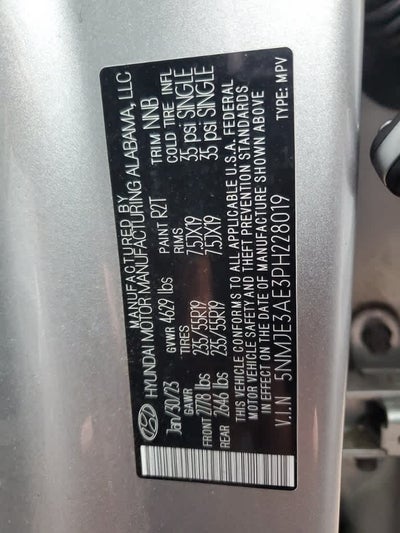 MANUFACTURED BY
HYUNDAI MOTOR MANUFACTURING ALABAMA, LLC
Jan/30/23 GVWR 4629 lbs PAINT R2T TRIM NNB
GAWR TIRES RIMS COLD TIRE INFL
FRONT 2778 lbs 235/55R19 7.5JX19 35 psi SINGLE
REAR 2646 lbs 235/55R19 7.5JX19 35 psi SINGLE
THIS VEHICLE CONFORMS TO ALL APPLICABLE U.S.A. FEDERAL
MOTOR VEHICLE SAFETY AND THEFT PREVENTION STANDARDS
IN EFFECT ON THE DATE OF MANUFACTURE SHOWN ABOVE
V.I.N 5NMJE3AE3PH228019 TYPE: MPV